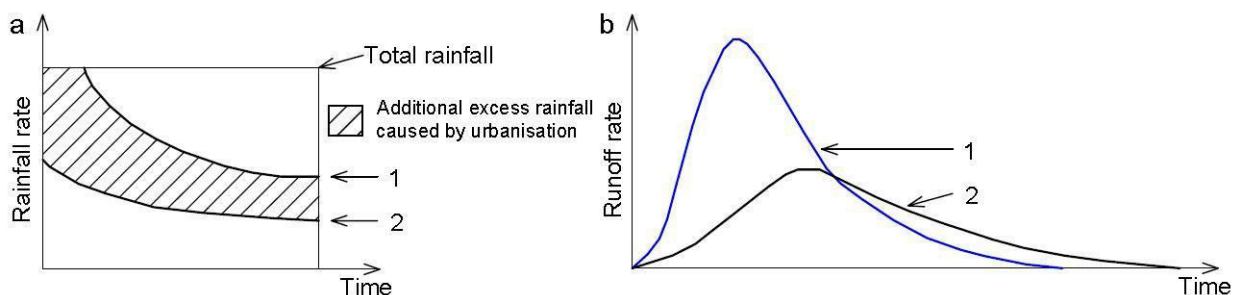 a
Rainfall rate
Total rainfall
Additional excess rainfall
caused by urbanisation
1
2
Time
b
Runoff rate
1
2
Time